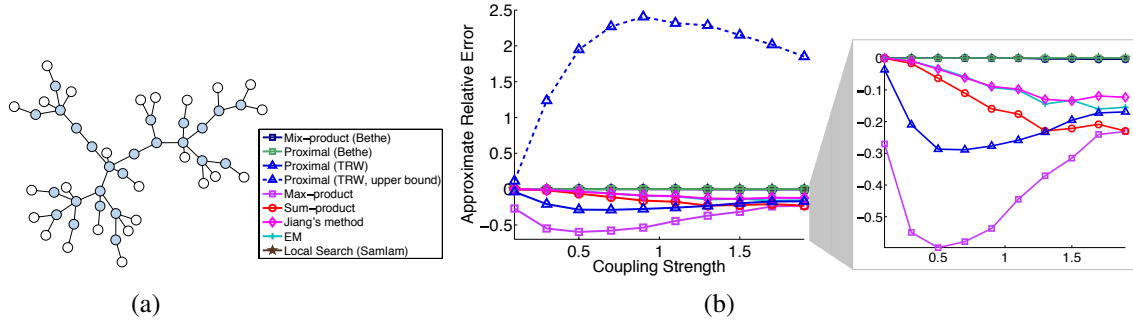 (a)
Mix-product (Bethe)
Proximal (Bethe)
Proximal (TRW)
Proximal (TRW, upper bound)
Max-product
Sum-product
Jiang's method
EM
Local Search (SamIam)
Approximate Relative Error
2.5
2
1.5
1
0.5
0
-0.5
0.5
1
1.5
Coupling Strength
(b)
0
-0.1
-0.2
-0.3
-0.4
-0.5
0.5
1
1.5